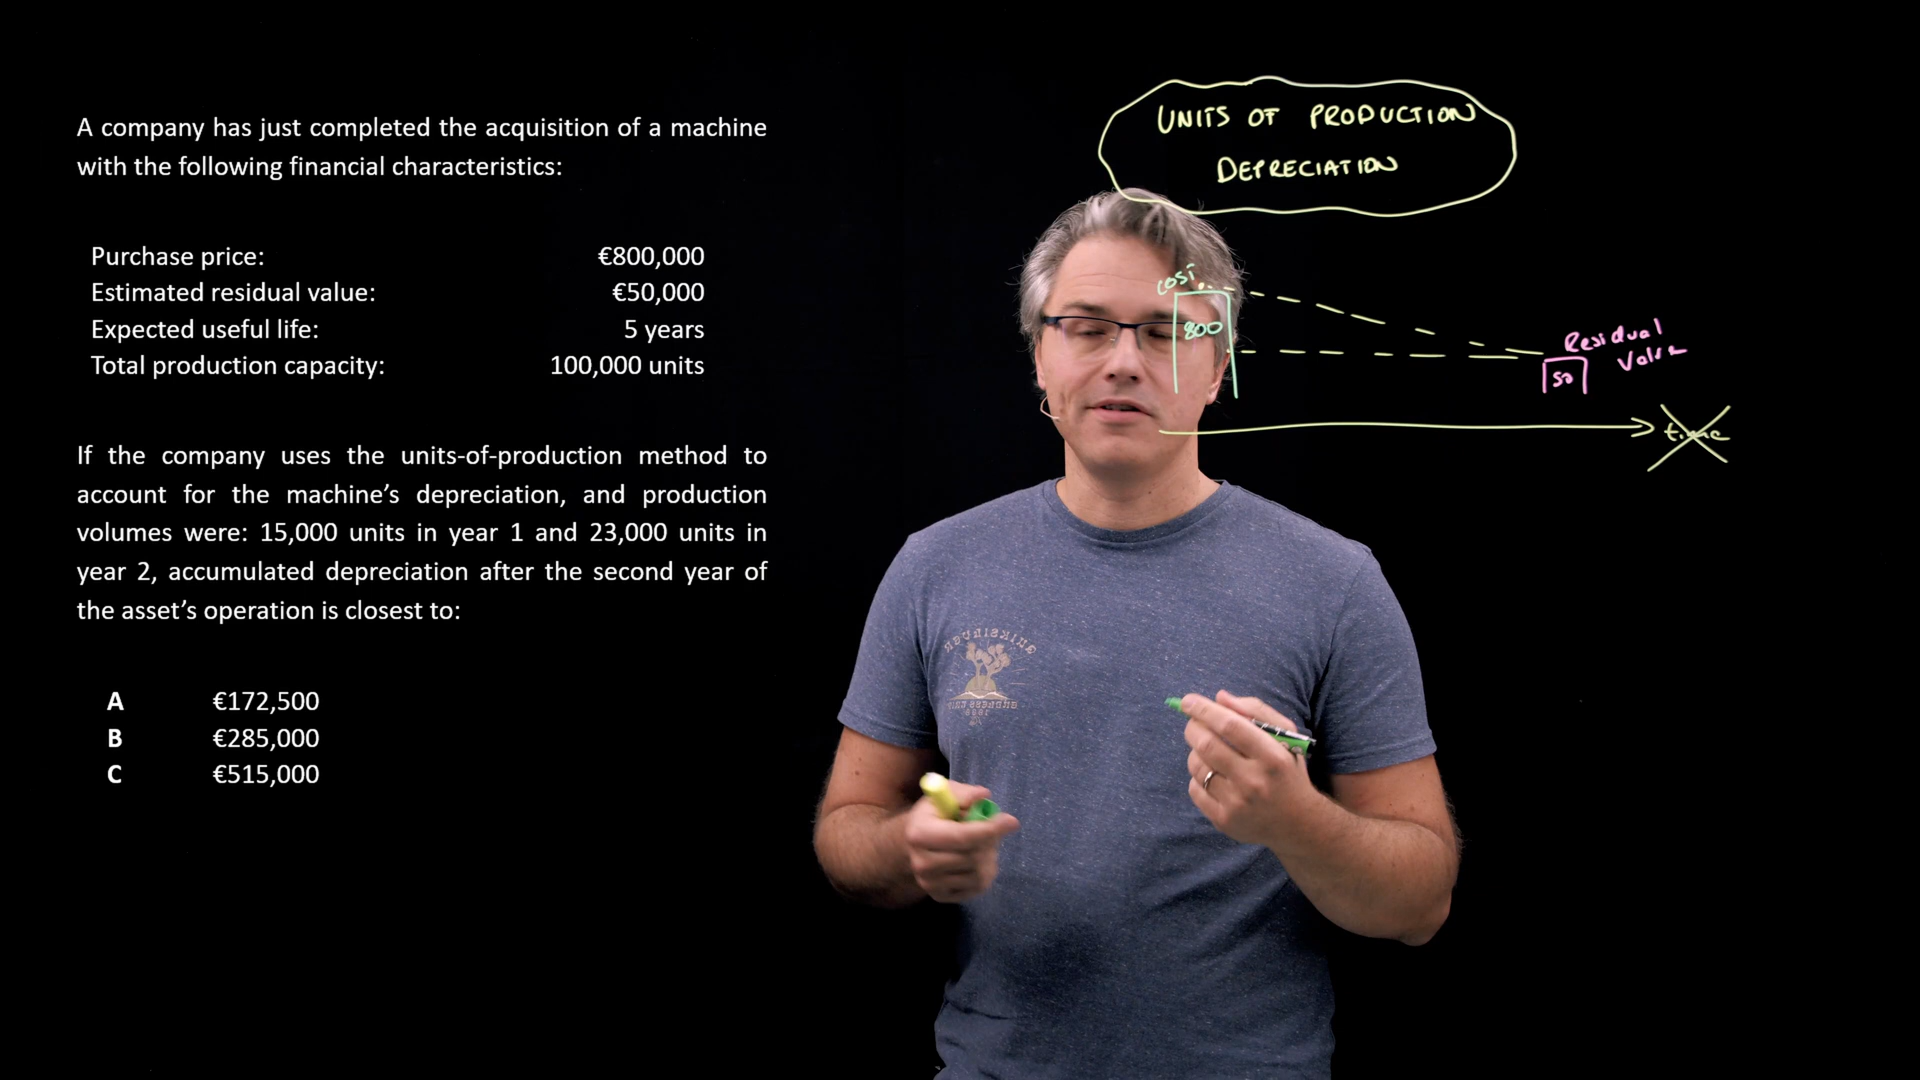 A company has just completed the acquisition of a machine
with the following financial characteristics:
Purchase price: €800,000
Estimated residual value: €50,000
Expected useful life: 5 years
Total production capacity: 100,000 units
If the company uses the units-of-production method to
account for the machine’s depreciation, and production
volumes were: 15,000 units in year 1 and 23,000 units in
year 2, accumulated depreciation after the second year of
the asset’s operation is closest to:
A €172,500
B €285,000
C €515,000
UNITS OF PRODUCTION
DEPRECIATION
COST
800
Residual
Value
50
time
QUIKSILVER